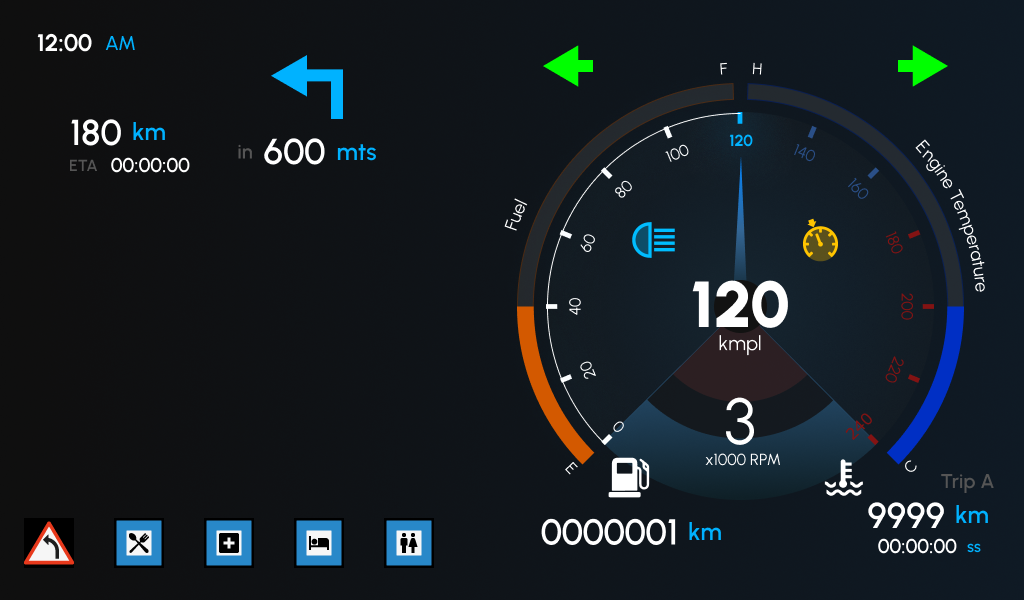 12:00 AM
180 km
ETA 00:00:00
in 600 mts
F H
Fuel
Engine Temperature
0
20
40
60
80
100
120
140
160
180
200
220
240
120
kmpl
3
x1000 RPM
E
C
0000001 km
Trip A
9999 km
00:00:00 ss